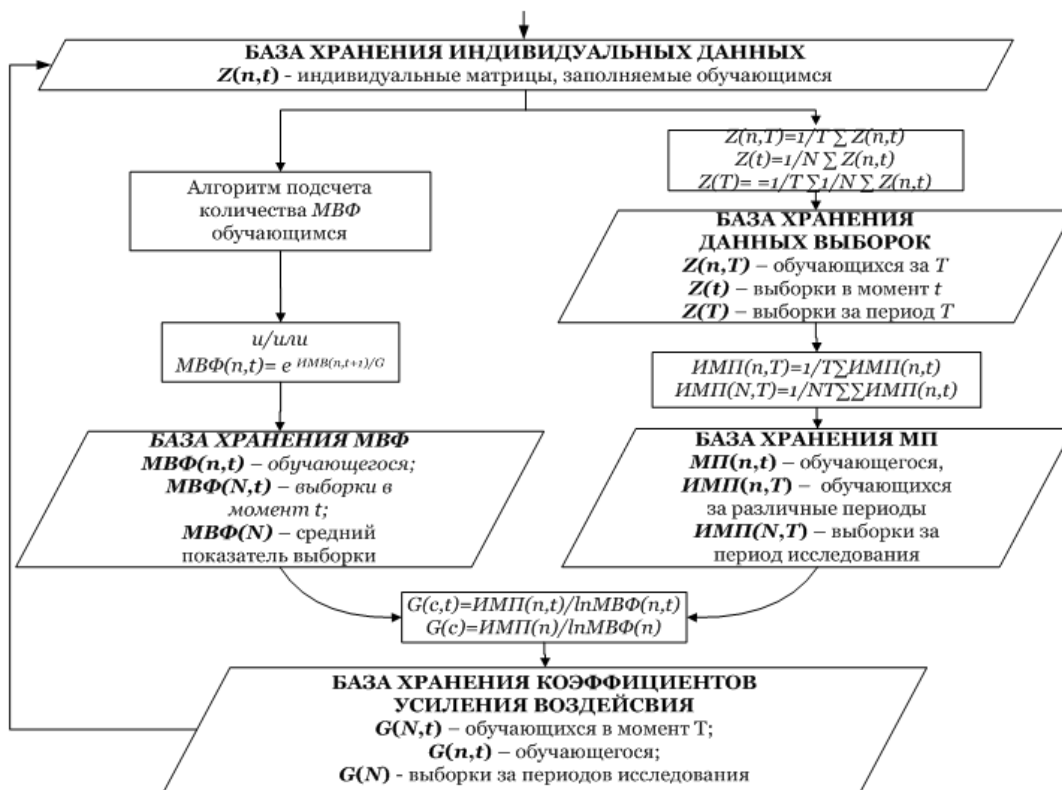 БАЗА ХРАНЕНИЯ ИНДИВИДУАЛЬНЫХ ДАННЫХ
Z(n,t) - индивидуальные матрицы, заполняемые обучающимся
Алгоритм подсчета
количества МВФ
обучающимся
и/или
МВФ(n,t)= e ИМВ(n,t+1)/G
БАЗА ХРАНЕНИЯ МВФ
МВФ(n,t) – обучающегося;
МВФ(N,t) – выборки в
момент t;
МВФ(N) – средний
показатель выборки
Z(n,T)=1/T ∑ Z(n,t)
Z(t)=1/N ∑ Z(n,t)
Z(T)= =1/T ∑1/N ∑ Z(n,t)
БАЗА ХРАНЕНИЯ
ДАННЫХ ВЫБОРОК
Z(n,T) – обучающихся за T
Z(t) – выборки в момент t
Z(T) – выборки за период T
ИМП(n,T)=1/T∑ИМП(n,t)
ИМП(N,T)=1/NT∑∑ИМП(n,t)
БАЗА ХРАНЕНИЯ МП
МП(n,t) – обучающегося,
ИМП(n,T) – обучающихся
за различные периоды
ИМП(N,T) – выборки за
период исследования
G(c,t)=ИМП(n,t)/lnМВФ(n,t)
G(c)=ИМП(n)/lnМВФ(n)
БАЗА ХРАНЕНИЯ КОЭФФИЦИЕНТОВ
УСИЛЕНИЯ ВОЗДЕЙСВИЯ
G(N,t) – обучающихся в момент T;
G(n,t) – обучающегося;
G(N) - выборки за периодов исследования